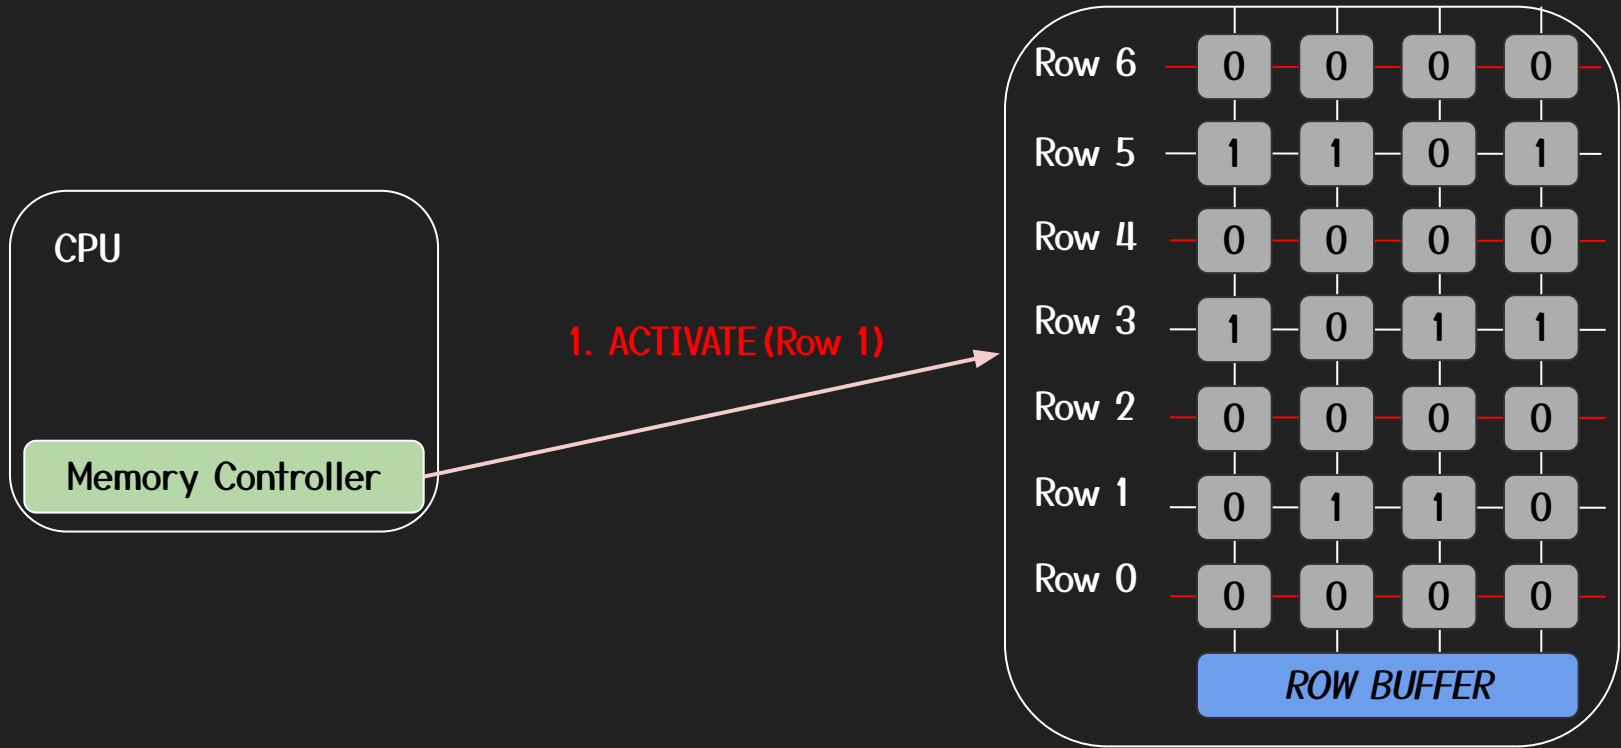 CPU
Memory Controller
1. ACTIVATE(Row 1)
Row 6 0 0 0 0
Row 5 1 1 0 1
Row 4 0 0 0 0
Row 3 1 0 1 1
Row 2 0 0 0 0
Row 1 0 1 1 0
Row 0 0 0 0 0
ROW BUFFER